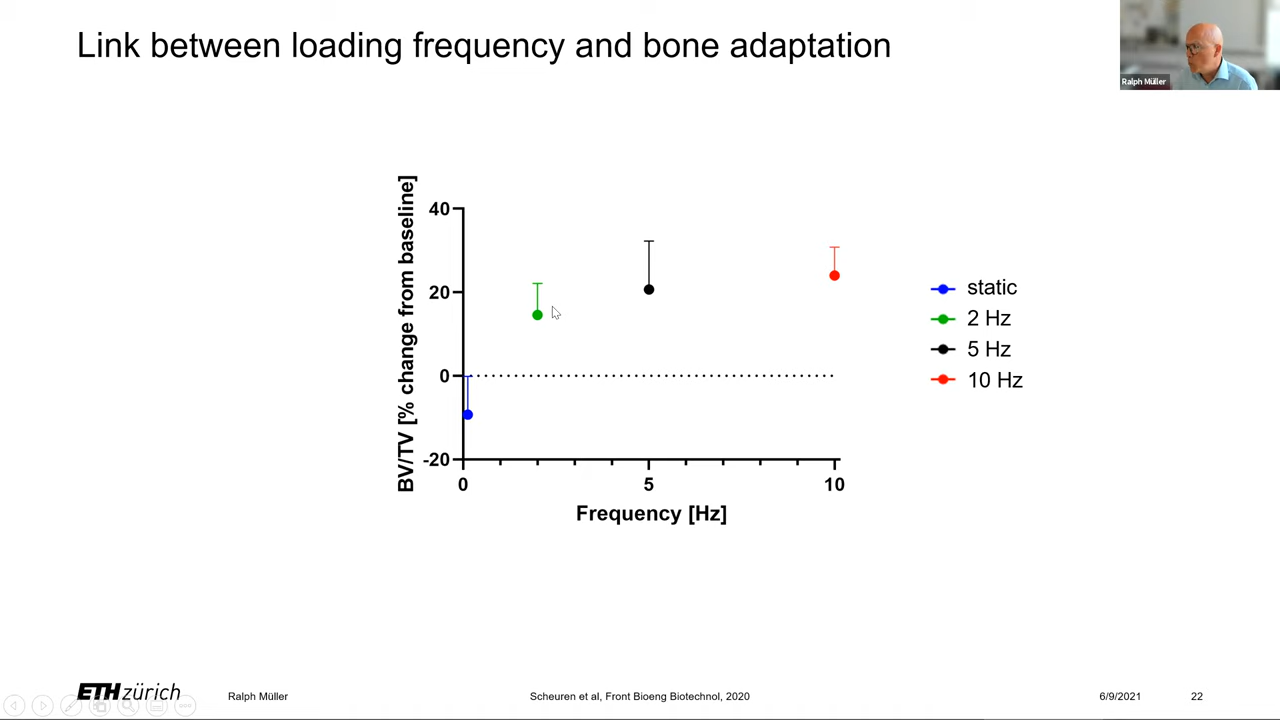 Link between loading frequency and bone adaptation
Ralph Müller
BV/TV [% change from baseline]
40
20
0
-20
0
5
10
Frequency [Hz]
static
2 Hz
5 Hz
10 Hz
ETH zürich
Ralph Müller
Scheuren et al, Front Bioeng Biotechnol, 2020
6/9/2021
22